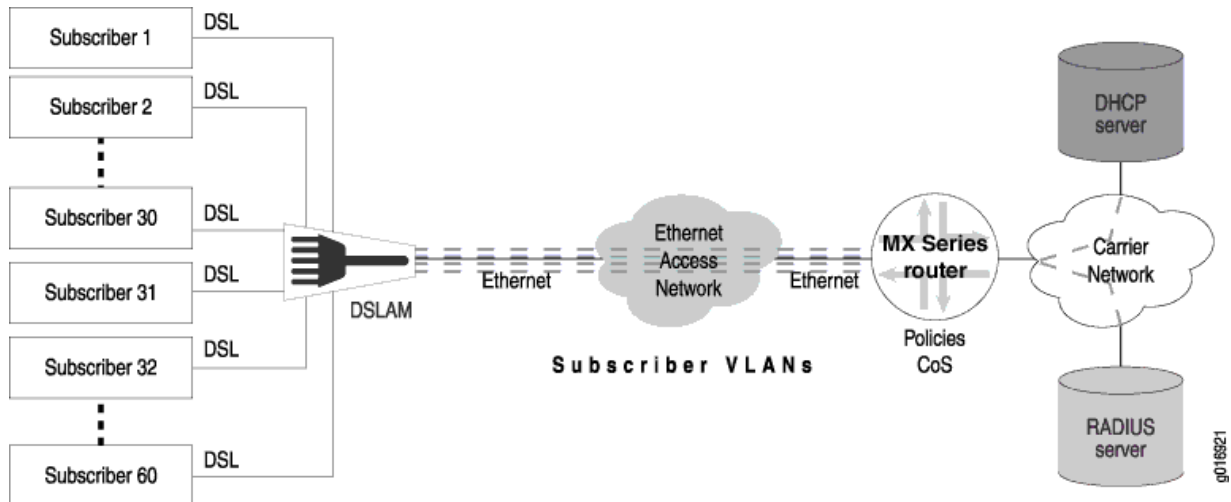 Subscriber 1
DSL
Subscriber 2
DSL
Subscriber 30
DSL
Subscriber 31
DSL
Subscriber 32
DSL
Subscriber 60
DSL
DSLAM
Ethernet
Ethernet
Access
Network
Ethernet
Subscriber VLANs
MX Series
router
Policies
CoS
DHCP
server
Carrier
Network
RADIUS
server
g016921